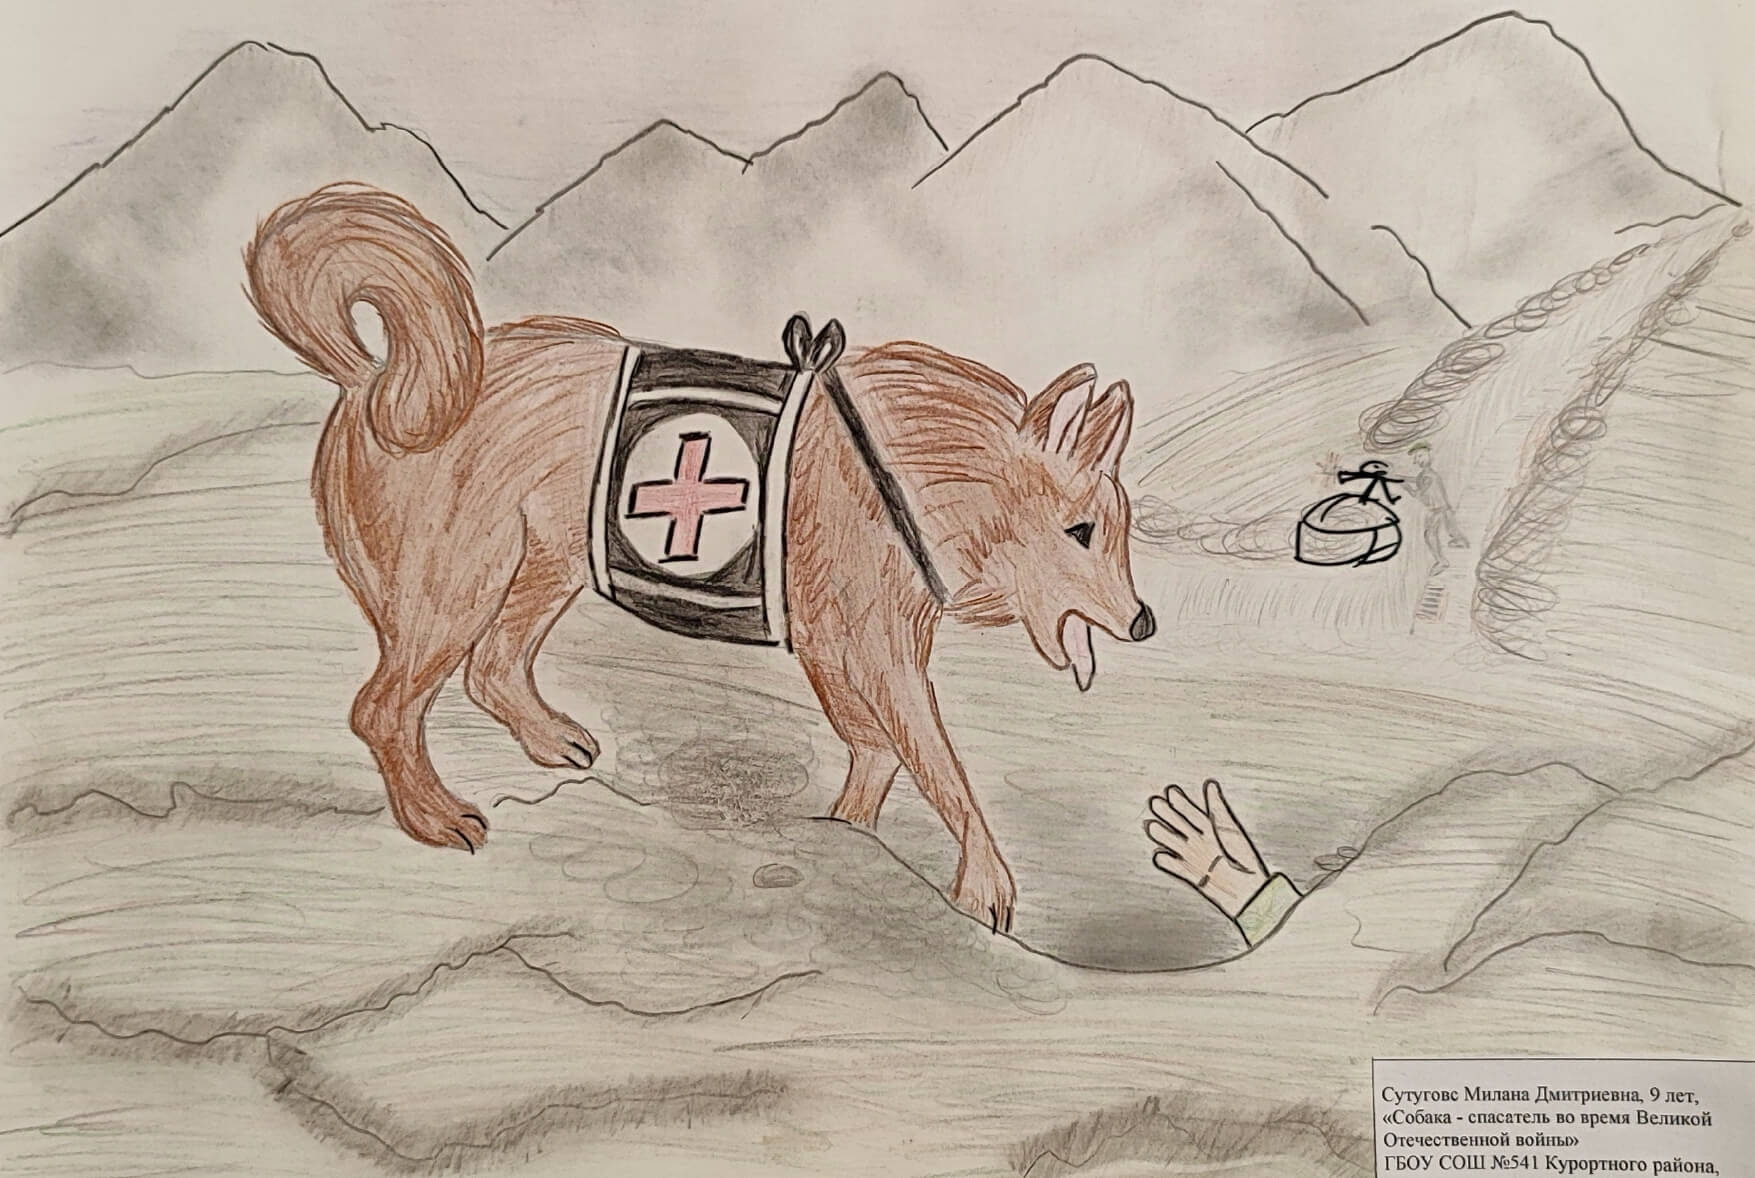 Сутуговс Милана Дмитриевна, 9 лет,
«Собака - спасатель во время Великой
Отечественной войны»
ГБОУ СОШ №541 Курортного района,